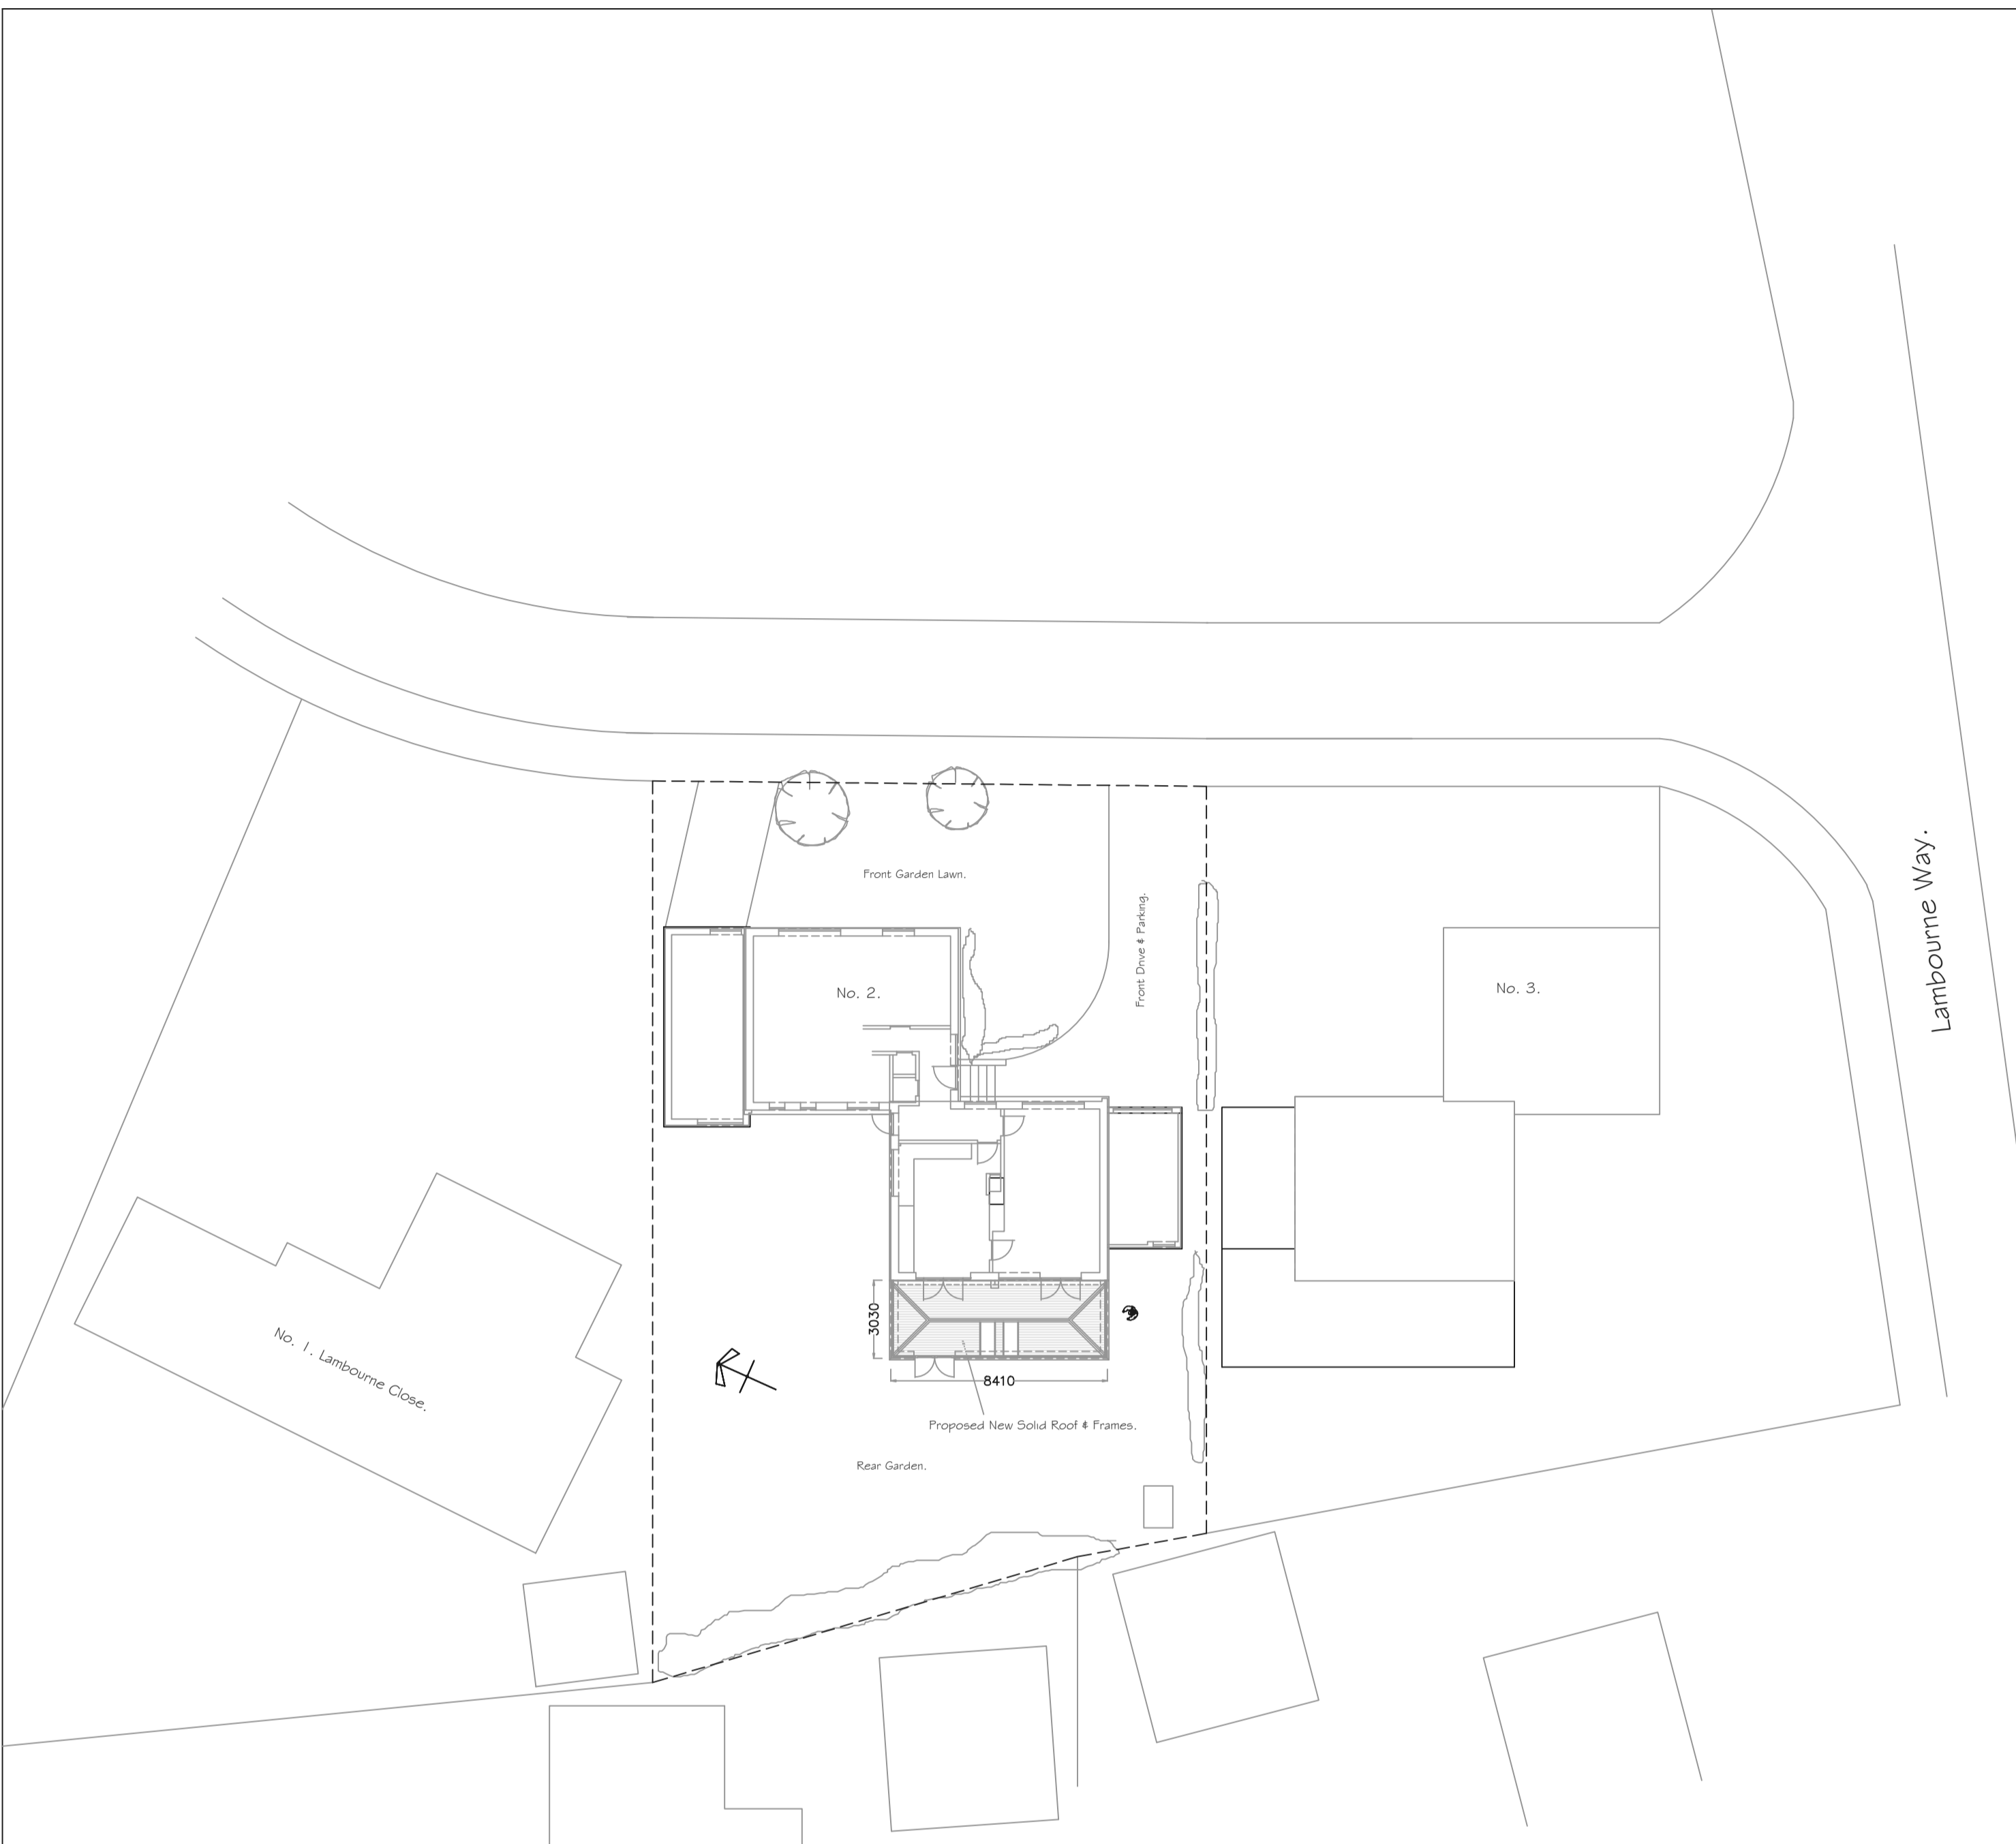 Front Garden Lawn.
Front Drive & Parking.
Lambourne Way.
No. 2.
No. 3.
3030
No. 1. Lambourne Close.
8410
Proposed New Solid Roof & Frames.
Rear Garden.